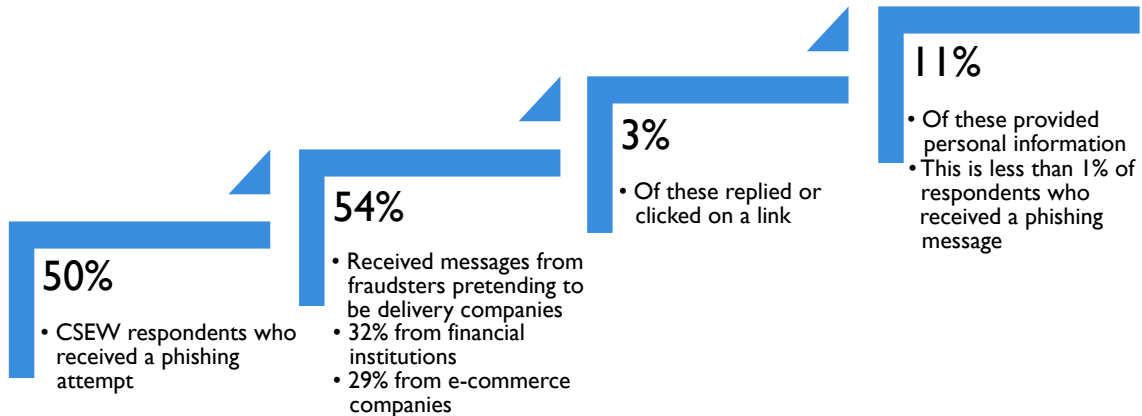 50%
• CSEW respondents who
received a phishing
attempt
54%
• Received messages from
fraudsters pretending to
be delivery companies
• 32% from financial
institutions
• 29% from e-commerce
companies
3%
• Of these replied or
clicked on a link
11%
• Of these provided
personal information
• This is less than 1% of
respondents who
received a phishing
message